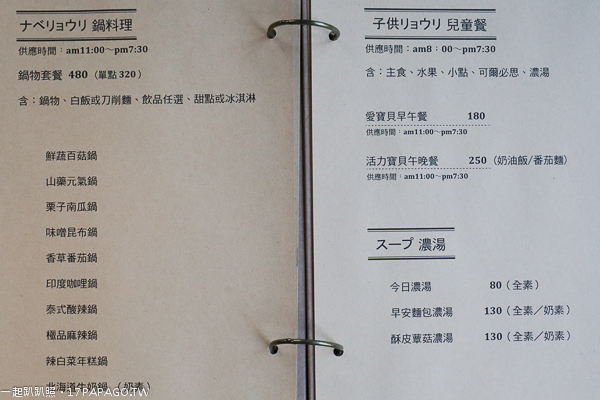 ナベリョウリ 鍋料理
供應時間：am11:00～pm7:30
鍋物套餐 480（單點 320）
含：鍋物、白飯或刀削麵、飲品任選、甜點或冰淇淋
鮮蔬百菇鍋
山藥元氣鍋
栗子南瓜鍋
味噌昆布鍋
香草番茄鍋
印度咖哩鍋
泰式酸辣鍋
極品麻辣鍋
辣白菜年糕鍋
北海道牛奶鍋（奶素）
子供リョウリ 兒童餐
供應時間：am8：00～pm7:30
含：主食、水果、小點、可爾必思、濃湯
愛寶貝早午餐 180
供應時間：am11:00～pm7:30
活力寶貝午晚餐 250（奶油飯/番茄麵）
供應時間：am11:00～pm7:30
スープ 濃湯
今日濃湯 80（全素）
早安麵包濃湯 130（全素／奶素）
酥皮蕈菇濃湯 130（全素／奶素）
一起趴趴照、17PAPAGO.TW